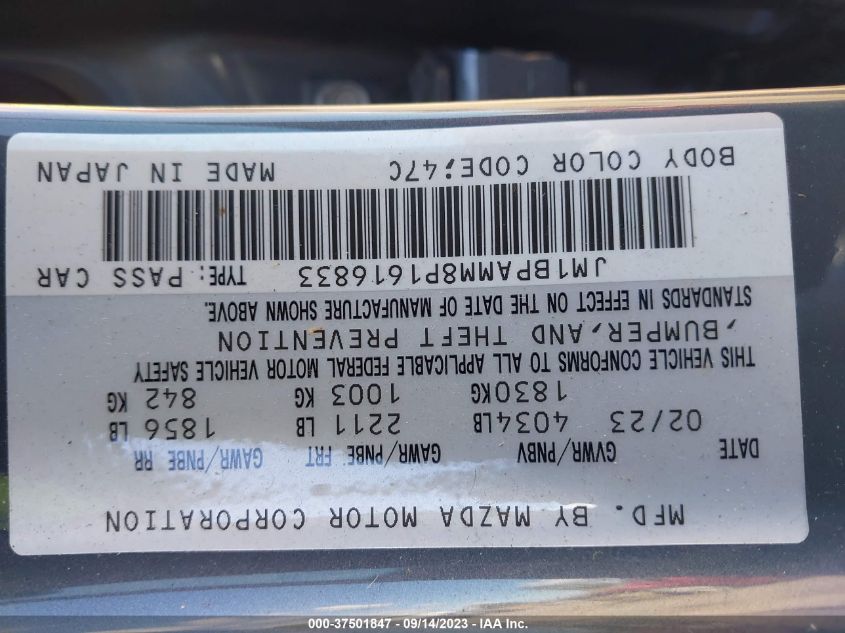 MFD. BY MAZDA MOTOR CORPORATION
DATE GVWR/PNBV GAWR/PNBE FRT GAWR/PNBE RR
02/23 4034LB 2211 LB 1856 LB
1830KG 1003 KG 842 KG
THIS VEHICLE CONFORMS TO ALL APPLICABLE FEDERAL MOTOR VEHICLE SAFETY
,BUMPER,AND THEFT PREVENTION
STANDARDS IN EFFECT ON THE DATE OF MANUFACTURE SHOWN ABOVE.
JM1BPAMM8P1616833 TYPE: PASS CAR
BODY COLOR CODE:47C MADE IN JAPAN
000-37501847 - 09/14/2023 - © IAA Inc.